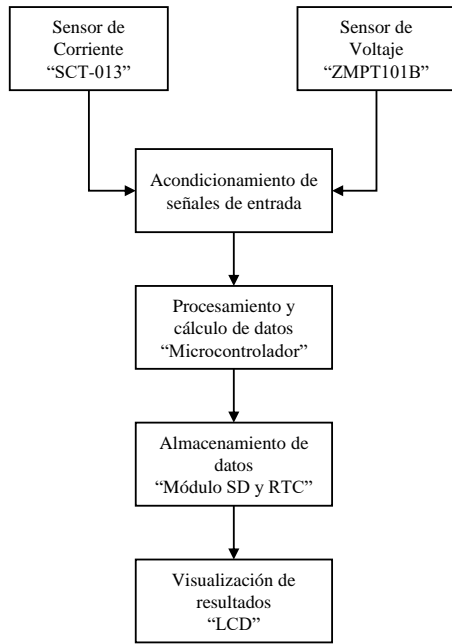 Sensor de
Corriente
“SCT-013”
Sensor de
Voltaje
“ZMPT101B”
Acondicionamiento de
señales de entrada
Procesamiento y
cálculo de datos
“Microcontrolador”
Almacenamiento de
datos
“Módulo SD y RTC”
Visualización de
resultados
“LCD”